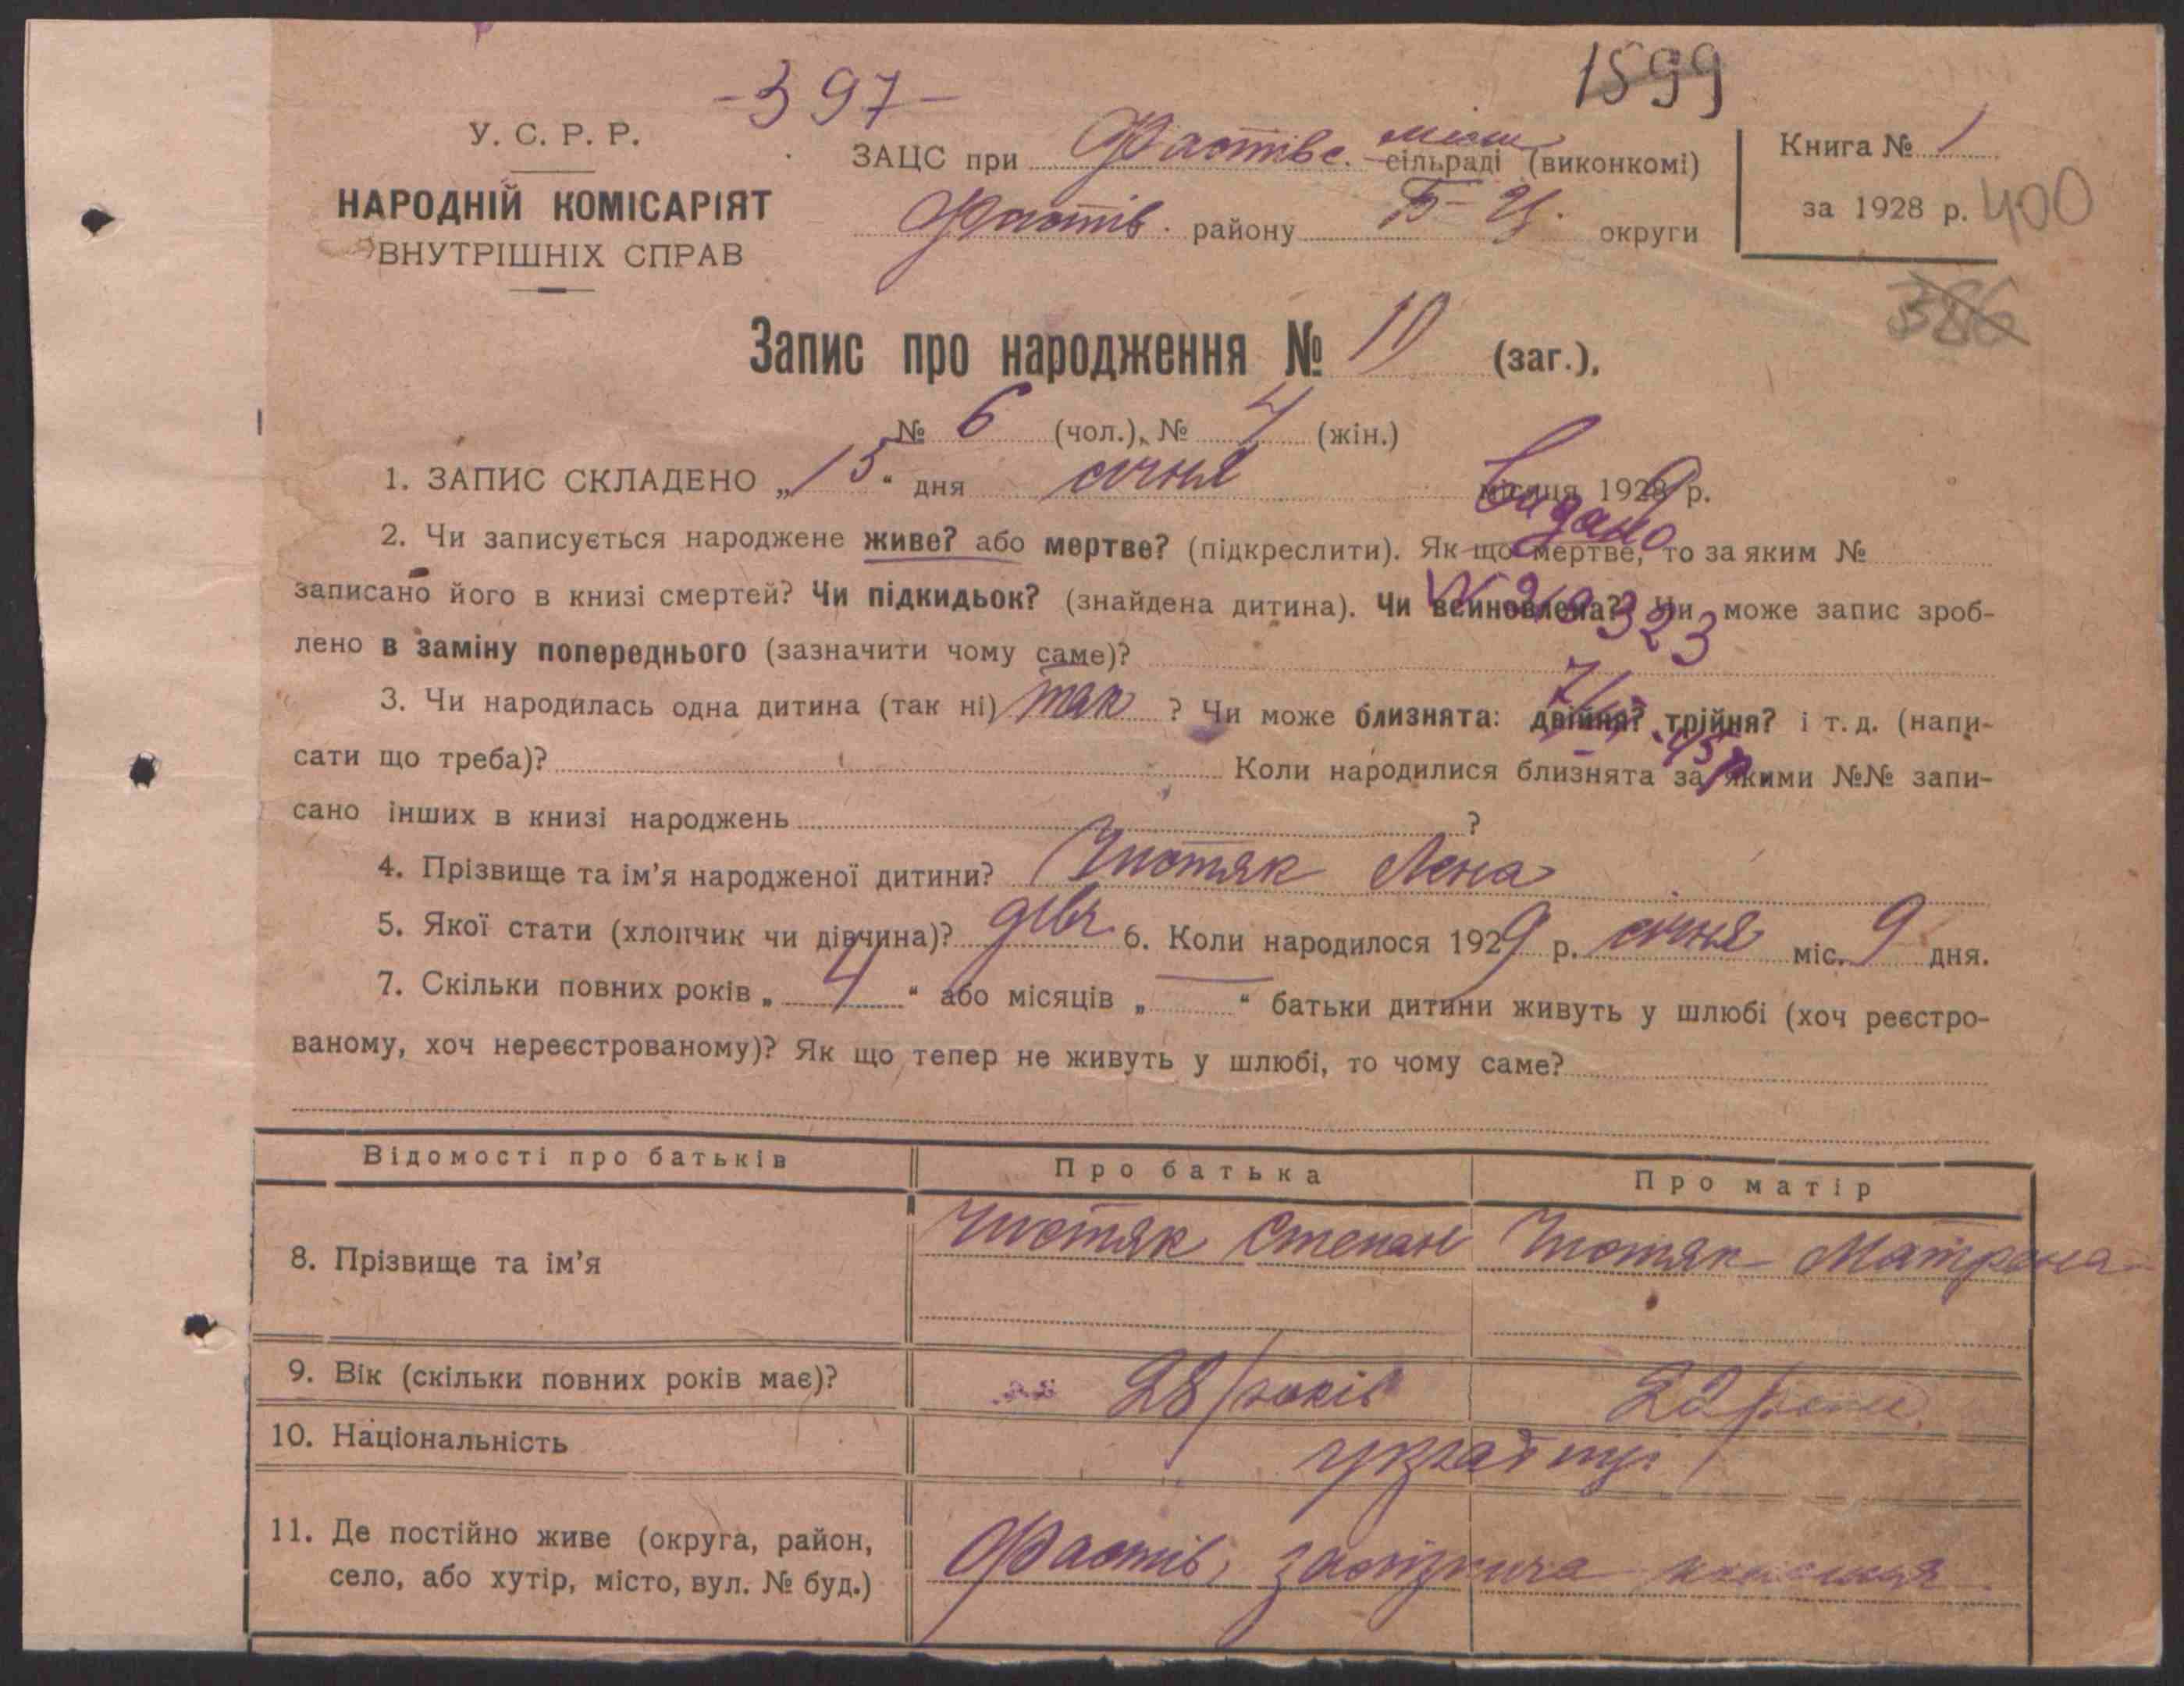 -397-
1599
У. С. Р. Р.
НАРОДНІЙ КОМІСАРІЯТ
ВНУТРІШНІХ СПРАВ
ЗАЦС при Фастівс. міськ сільраді (виконкомі)
Фастів. району Б-Ц. округи
Книга № 1
за 1928 р. 400
386
Запис про народження № 10 (заг.),
№ 6 (чол.), № 4 (жін.)
1. ЗАПИС СКЛАДЕНО „15“ дня січня місяця 1929 р.
Видано
2. Чи записується народжене живе? або мертве? (підкреслити). Як що мертве, то за яким №
записано його в книзі смертей? Чи підкидьок? (знайдена дитина). Чи всиновлена? Чи може запис зроб-
лено в заміну попереднього (зазначити чому саме)?
3. Чи народилась одна дитина (так ні) так ? Чи може близнята: двійня? трійня? і т. д. (напи-
сати що треба)? Коли народилися близнята за якими №№ запи-
сано інших в книзі народжень ?
4. Прізвище та ім’я народженої дитини? Чистяк Лена
5. Якої стати (хлопчик чи дівчина)? дівч. 6. Коли народилося 1929 р. січня міс. 9 дня.
7. Скільки повних років „4“ або місяців „—“ батьки дитини живуть у шлюбі (хоч реєстро-
ваному, хоч нереєстрованому)? Як що тепер не живуть у шлюбі, то чому саме?
Відомості про батьків Про батька Про матір
8. Прізвище та ім’я Чистяк Степан Чистяк Матрона
9. Вік (скільки повних років має)? 28 років 22 роки
10. Національність україн
11. Де постійно живе (округа, район,
село, або хутір, місто, вул. № буд.) Фастів,